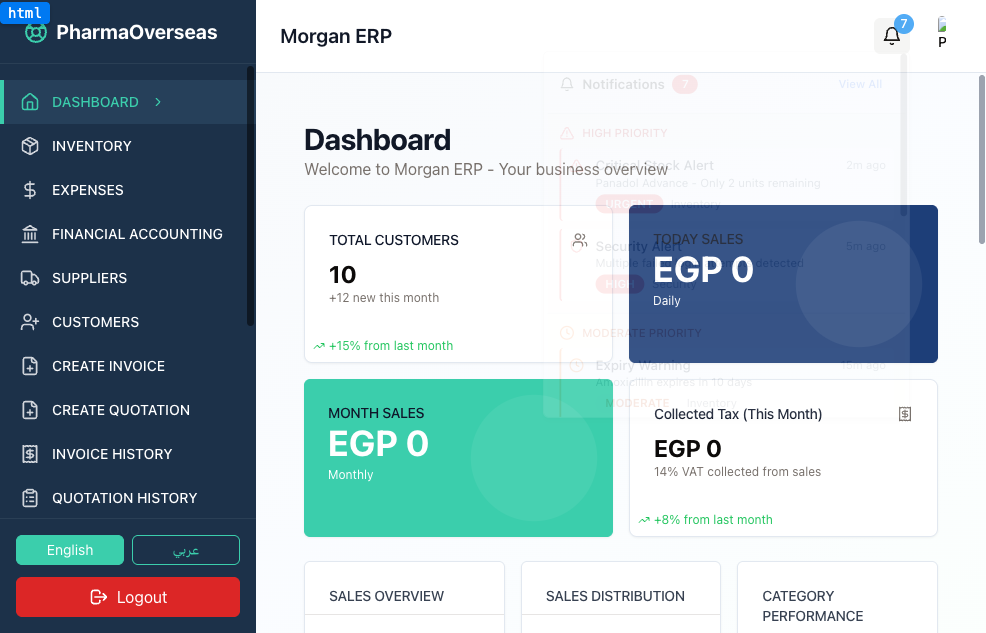 html
PharmaOverseas
DASHBOARD
INVENTORY
EXPENSES
FINANCIAL ACCOUNTING
SUPPLIERS
CUSTOMERS
CREATE INVOICE
CREATE QUOTATION
INVOICE HISTORY
QUOTATION HISTORY
English
عربي
Logout
Morgan ERP
7
P
Notifications 7
View All
HIGH PRIORITY
Critical Stock Alert
2m ago
Panadol Advance - Only 2 units remaining
URGENT Inventory
Security Alert
5m ago
Multiple detected
HIGH Security
MODERATE PRIORITY
Expiry Warning
15m ago
Amoxicillin expires in 10 days
MODERATE Inventory
Dashboard
Welcome to Morgan ERP - Your business overview
TOTAL CUSTOMERS
10
+12 new this month
+15% from last month
TODAY SALES
EGP 0
Daily
MONTH SALES
EGP 0
Monthly
Collected Tax (This Month)
EGP 0
14% VAT collected from sales
+8% from last month
SALES OVERVIEW
SALES DISTRIBUTION
CATEGORY
PERFORMANCE